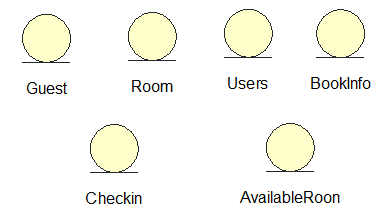 Guest
Room
Users
BookInfo
Checkin
AvailableRoon